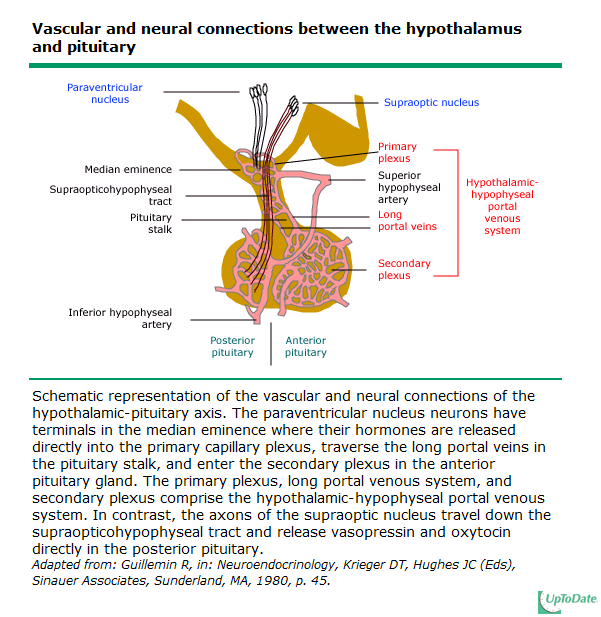 Vascular and neural connections between the hypothalamus
and pituitary
Paraventricular
nucleus
Supraoptic nucleus
Primary
plexus
Median eminence
Superior
hypophyseal
artery
Supraopticohypophyseal
tract
Hypothalamic-
hypophyseal
portal
venous
system
Pituitary
stalk
Long
portal veins
Secondary
plexus
Inferior hypophyseal
artery
Posterior
pituitary
Anterior
pituitary
Schematic representation of the vascular and neural connections of the
hypothalamic-pituitary axis. The paraventricular nucleus neurons have
terminals in the median eminence where their hormones are released
directly into the primary capillary plexus, traverse the long portal veins in
the pituitary stalk, and enter the secondary plexus in the anterior
pituitary gland. The primary plexus, long portal venous system, and
secondary plexus comprise the hypothalamic-hypophyseal portal venous
system. In contrast, the axons of the supraoptic nucleus travel down the
supraopticohypophyseal tract and release vasopressin and oxytocin
directly in the posterior pituitary.
Adapted from: Guillemin R, in: Neuroendocrinology, Krieger DT, Hughes JC (Eds),
Sinauer Associates, Sunderland, MA, 1980, p. 45.
UpToDate